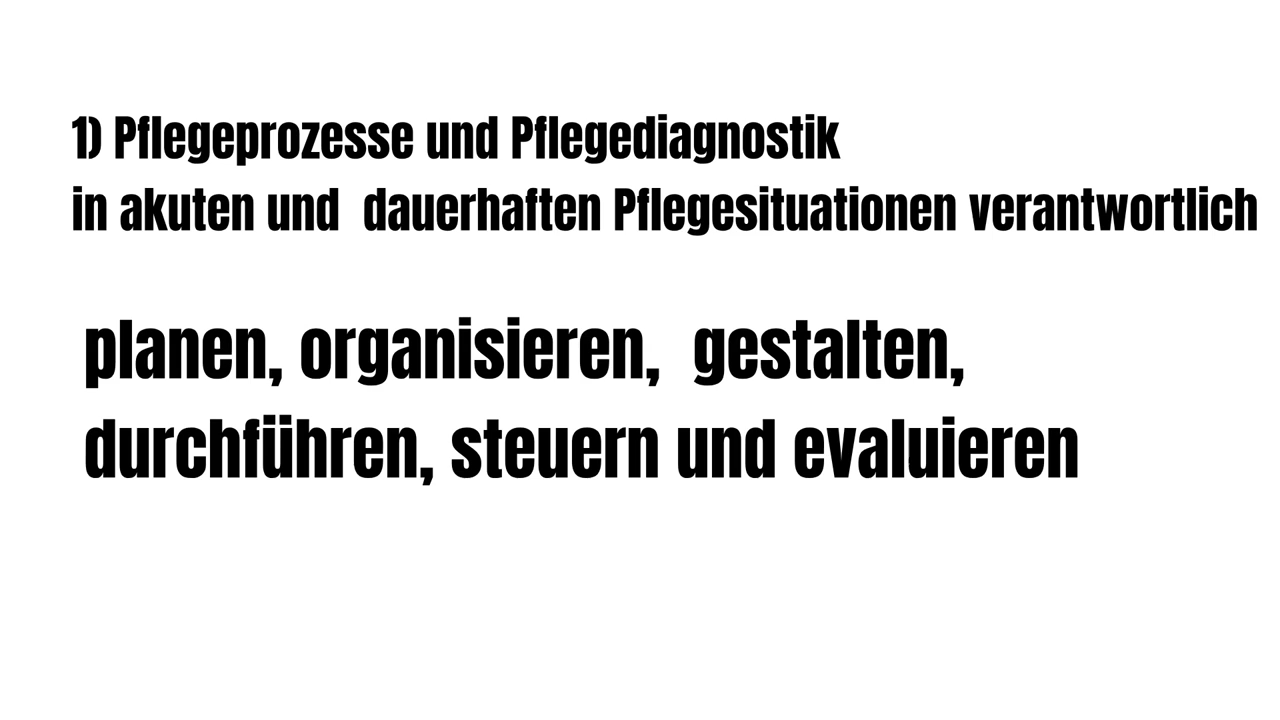 1) Pflegeprozesse und Pflegediagnostik
in akuten und  dauerhaften Pflegesituationen verantwortlich
planen, organisieren,  gestalten,
durchführen, steuern und evaluieren